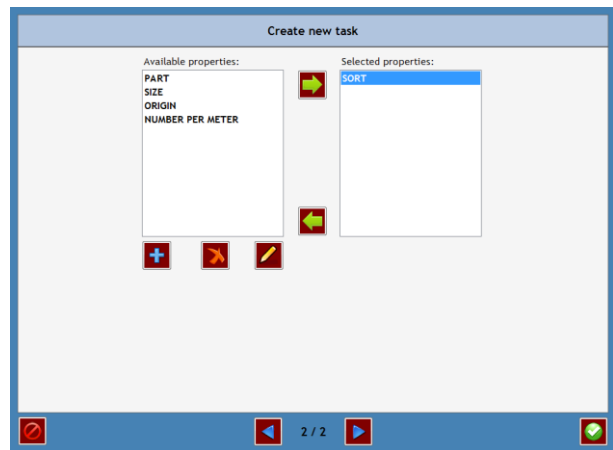 Create new task
Available properties:
Selected properties:
PART
SIZE
ORIGIN
NUMBER PER METER
SORT
2 / 2